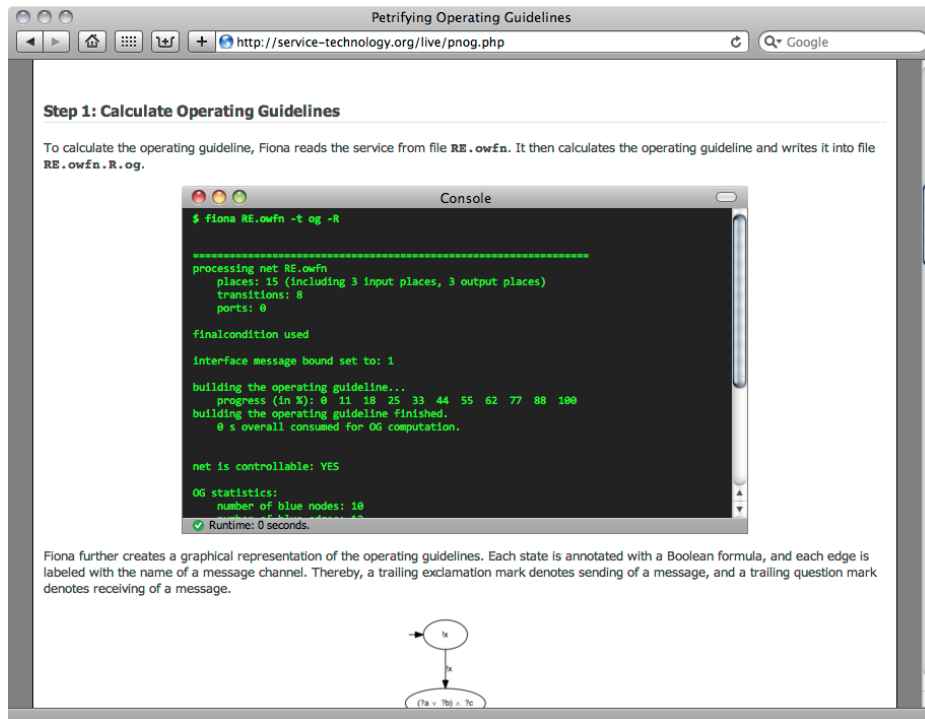 Petrifying Operating Guidelines
http://service-technology.org/live/pnog.php
Google
Step 1: Calculate Operating Guidelines
To calculate the operating guideline, Fiona reads the service from file RE.owfn. It then calculates the operating guideline and writes it into file
RE.owfn.R.og.
Console
$ fiona RE.owfn -t og -R
================================================================
processing net RE.owfn
places: 15 (including 3 input places, 3 output places)
transitions: 8
ports: 0
finalcondition used
interface message bound set to: 1
building the operating guideline...
progress (in %): 0 11 18 25 33 44 55 62 77 88 100
building the operating guideline finished.
0 s overall consumed for OG computation.
net is controllable: YES
OG statistics:
number of blue nodes: 10
Runtime: 0 seconds.
Fiona further creates a graphical representation of the operating guidelines. Each state is annotated with a Boolean formula, and each edge is
labeled with the name of a message channel. Thereby, a trailing exclamation mark denotes sending of a message, and a trailing question mark
denotes receiving of a message.
!x
!x
(?a ∨ ?b) ∧ ?c